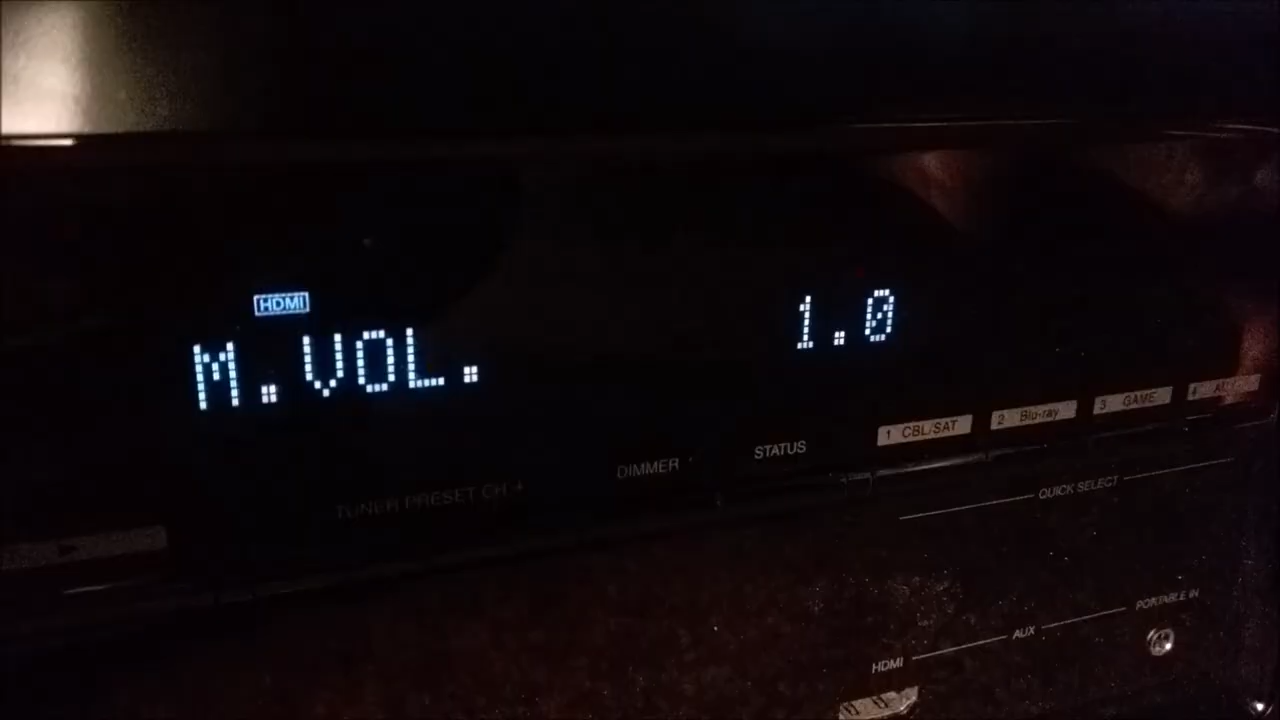 HDMI
M.VOL. 1.0
1 CBL/SAT 2 Blu-ray 3 GAME 4
DIMMER STATUS
TUNER PRESET CH +
QUICK SELECT
HDMI AUX PORTABLE IN